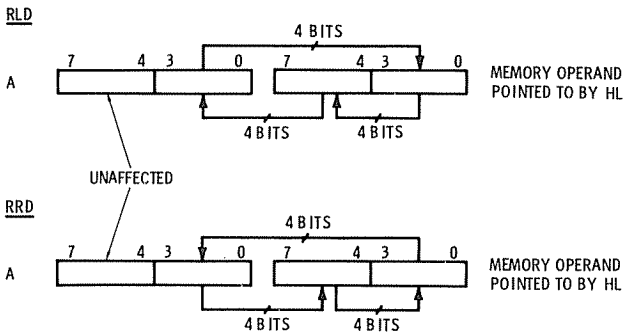 RLD
4 BITS
7 4 3 0 7 4 3 0
A
MEMORY OPERAND
POINTED TO BY HL
4 BITS 4 BITS
UNAFFECTED
RRD
4 BITS
7 4 3 0 7 4 3 0
A
MEMORY OPERAND
POINTED TO BY HL
4 BITS 4 BITS